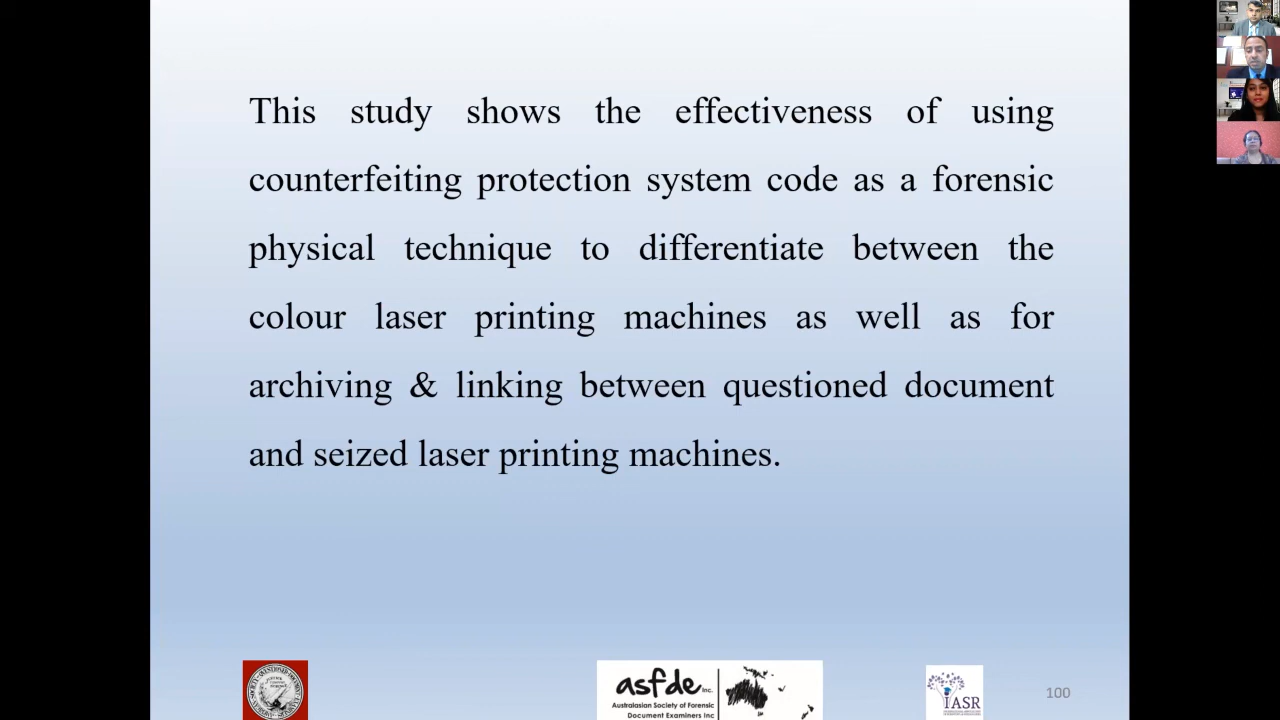 This study shows the effectiveness of using
counterfeiting protection system code as a forensic
physical technique to differentiate between the
colour laser printing machines as well as for
archiving & linking between questioned document
and seized laser printing machines.
asfde Inc.
Australasian Society of Forensic
Document Examiners Inc
IASR
100